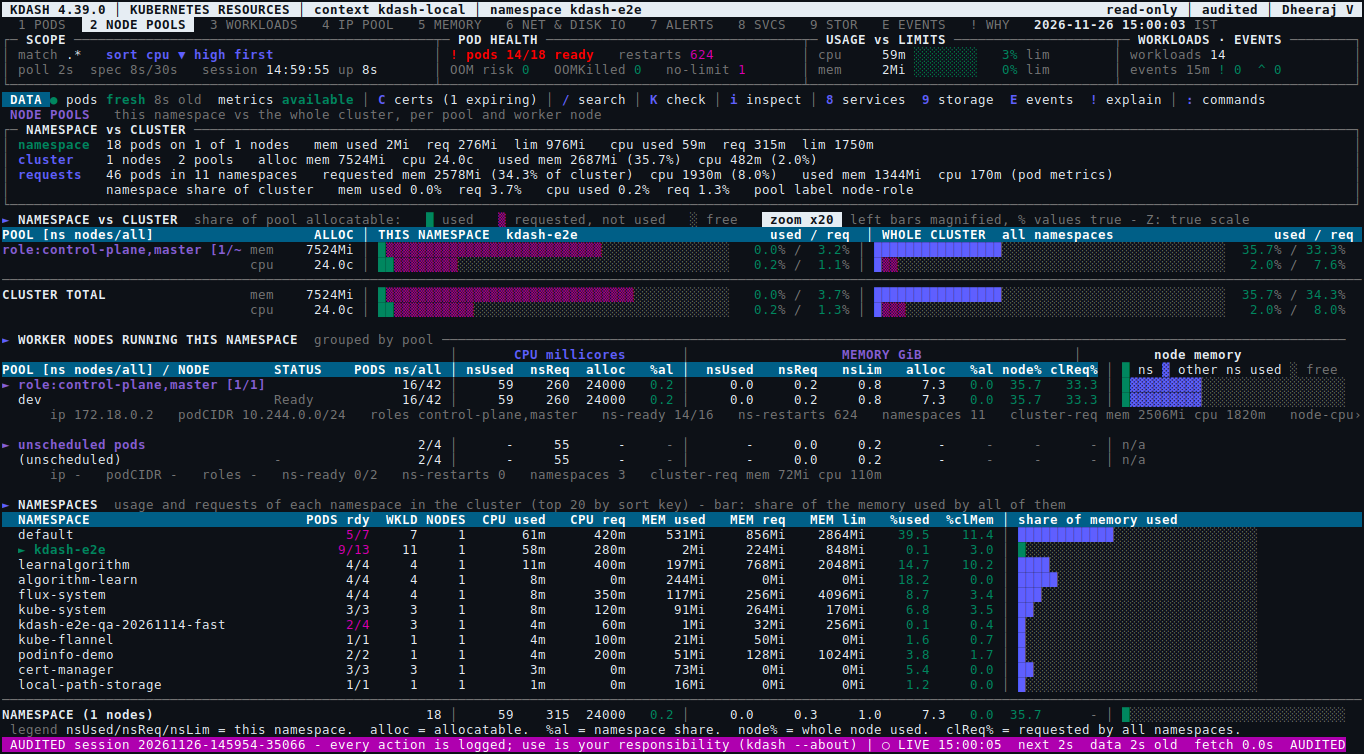 KDASH 4.39.0 │ KUBERNETES RESOURCES │ context kdash-local │ namespace kdash-e2e read-only │ audited │ Dheeraj V
1 PODS 2 NODE POOLS 3 WORKLOADS 4 IP POOL 5 MEMORY 6 NET & DISK IO 7 ALERTS 8 SVCS 9 STOR E EVENTS ! WHY 2026-11-26 15:00:03 IST
SCOPE POD HEALTH USAGE vs LIMITS WORKLOADS · EVENTS
match .* sort cpu ▼ high first ! pods 14/18 ready restarts 624 cpu 59m 3% lim workloads 14
poll 2s spec 8s/30s session 14:59:55 up 8s OOM risk 0 OOMKilled 0 no-limit 1 mem 2Mi 0% lim events 15m ! 0 ^ 0
DATA ● pods fresh 8s old metrics available │ C certs (1 expiring) │ / search │ K check │ i inspect │ 8 services 9 storage E events ! explain │ : commands
NODE POOLS this namespace vs the whole cluster, per pool and worker node
NAMESPACE vs CLUSTER
namespace 18 pods on 1 of 1 nodes mem used 2Mi req 276Mi lim 976Mi cpu used 59m req 315m lim 1750m
cluster 1 nodes 2 pools alloc mem 7524Mi cpu 24.0c used mem 2687Mi (35.7%) cpu 482m (2.0%)
requests 46 pods in 11 namespaces requested mem 2578Mi (34.3% of cluster) cpu 1930m (8.0%) used mem 1344Mi cpu 170m (pod metrics)
namespace share of cluster mem used 0.0% req 3.7% cpu used 0.2% req 1.3% pool label node-role
► NAMESPACE vs CLUSTER share of pool allocatable: used requested, not used free zoom x20 left bars magnified, % values true - Z: true scale
POOL [ns nodes/all] ALLOC │ THIS NAMESPACE kdash-e2e used / req │ WHOLE CLUSTER all namespaces used / req
role:control-plane,master [1/~ mem 7524Mi │ 0.0% / 3.2% │ 35.7% / 33.3%
cpu 24.0c │ 0.2% / 1.1% │ 2.0% / 7.6%
CLUSTER TOTAL mem 7524Mi │ 0.0% / 3.7% │ 35.7% / 34.3%
cpu 24.0c │ 0.2% / 1.3% │ 2.0% / 8.0%
► WORKER NODES RUNNING THIS NAMESPACE grouped by pool
│ CPU millicores │ MEMORY GiB │ node memory
POOL [ns nodes/all] / NODE STATUS PODS ns/all │ nsUsed nsReq alloc %al │ nsUsed nsReq nsLim alloc %al node% clReq% │ ns other ns used free
► role:control-plane,master [1/1] 16/42 │ 59 260 24000 0.2 │ 0.0 0.2 0.8 7.3 0.0 35.7 33.3 │
dev Ready 16/42 │ 59 260 24000 0.2 │ 0.0 0.2 0.8 7.3 0.0 35.7 33.3 │
ip 172.18.0.2 podCIDR 10.244.0.0/24 roles control-plane,master ns-ready 14/16 ns-restarts 624 namespaces 11 cluster-req mem 2506Mi cpu 1820m node-cpu›
► unscheduled pods 2/4 │ - 55 - - │ - 0.0 0.2 - - - - │ n/a
(unscheduled) - 2/4 │ - 55 - - │ - 0.0 0.2 - - - - │ n/a
ip - podCIDR - roles - ns-ready 0/2 ns-restarts 0 namespaces 3 cluster-req mem 72Mi cpu 110m
► NAMESPACES usage and requests of each namespace in the cluster (top 20 by sort key) - bar: share of the memory used by all of them
NAMESPACE PODS rdy WKLD NODES CPU used CPU req MEM used MEM req MEM lim %used %clMem │ share of memory used
default 5/7 7 1 61m 420m 531Mi 856Mi 2864Mi 39.5 11.4 │
► kdash-e2e 9/13 11 1 58m 280m 2Mi 224Mi 848Mi 0.1 3.0 │
learnalgorithm 4/4 4 1 11m 400m 197Mi 768Mi 2048Mi 14.7 10.2 │
algorithm-learn 4/4 4 1 8m 0m 244Mi 0Mi 0Mi 18.2 0.0 │
flux-system 4/4 4 1 8m 350m 117Mi 256Mi 4096Mi 8.7 3.4 │
kube-system 3/3 3 1 8m 120m 91Mi 264Mi 170Mi 6.8 3.5 │
kdash-e2e-qa-20261114-fast 2/4 3 1 4m 60m 1Mi 32Mi 256Mi 0.1 0.4 │
kube-flannel 1/1 1 1 4m 100m 21Mi 50Mi 0Mi 1.6 0.7 │
podinfo-demo 2/2 1 1 4m 200m 51Mi 128Mi 1024Mi 3.8 1.7 │
cert-manager 3/3 3 1 3m 0m 73Mi 0Mi 0Mi 5.4 0.0 │
local-path-storage 1/1 1 1 1m 0m 16Mi 0Mi 0Mi 1.2 0.0 │
NAMESPACE (1 nodes) 18 │ 59 315 24000 0.2 │ 0.0 0.3 1.0 7.3 0.0 35.7 - │
legend nsUsed/nsReq/nsLim = this namespace. alloc = allocatable. %al = namespace share. node% = whole node used. clReq% = requested by all namespaces.
AUDITED session 20261126-145954-35066 - every action is logged; use is your responsibility (kdash --about) │ ○ LIVE 15:00:05 next 2s data 2s old fetch 0.0s AUDITED